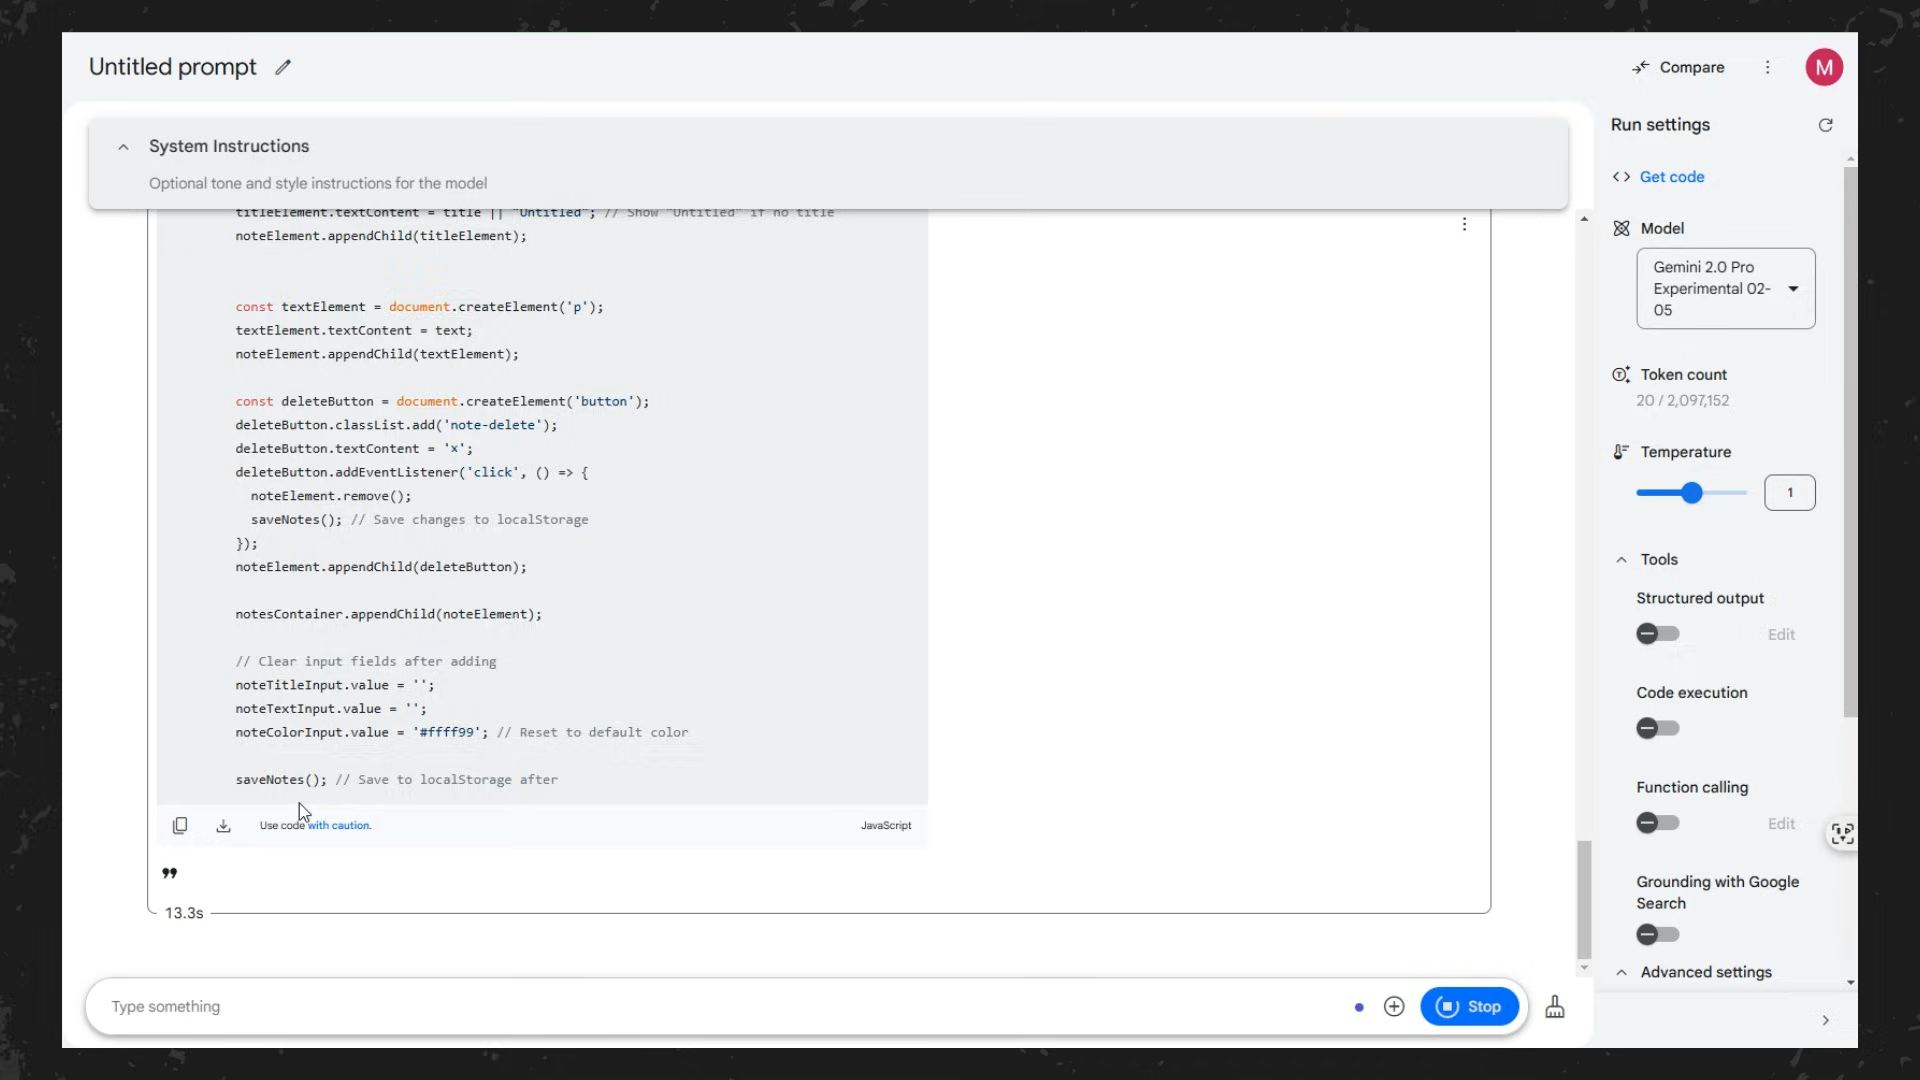 Untitled prompt
Compare
M
System Instructions
Optional tone and style instructions for the model
titleElement.textContent = title || "Untitled"; // Show "Untitled" if no title
noteElement.appendChild(titleElement);
const textElement = document.createElement('p');
textElement.textContent = text;
noteElement.appendChild(textElement);
const deleteButton = document.createElement('button');
deleteButton.classList.add('note-delete');
deleteButton.textContent = 'x';
deleteButton.addEventListener('click', () => {
noteElement.remove();
saveNotes(); // Save changes to localStorage
});
noteElement.appendChild(deleteButton);
notesContainer.appendChild(noteElement);
// Clear input fields after adding
noteTitleInput.value = '';
noteTextInput.value = '';
noteColorInput.value = '#ffff99'; // Reset to default color
saveNotes(); // Save to localStorage after
Use code with caution.
JavaScript
13.3s
Type something
Stop
Run settings
Get code
Model
Gemini 2.0 Pro
Experimental 02-
05
Token count
20 / 2,097,152
Temperature
1
Tools
Structured output
Edit
Code execution
Function calling
Edit
Grounding with Google
Search
Advanced settings